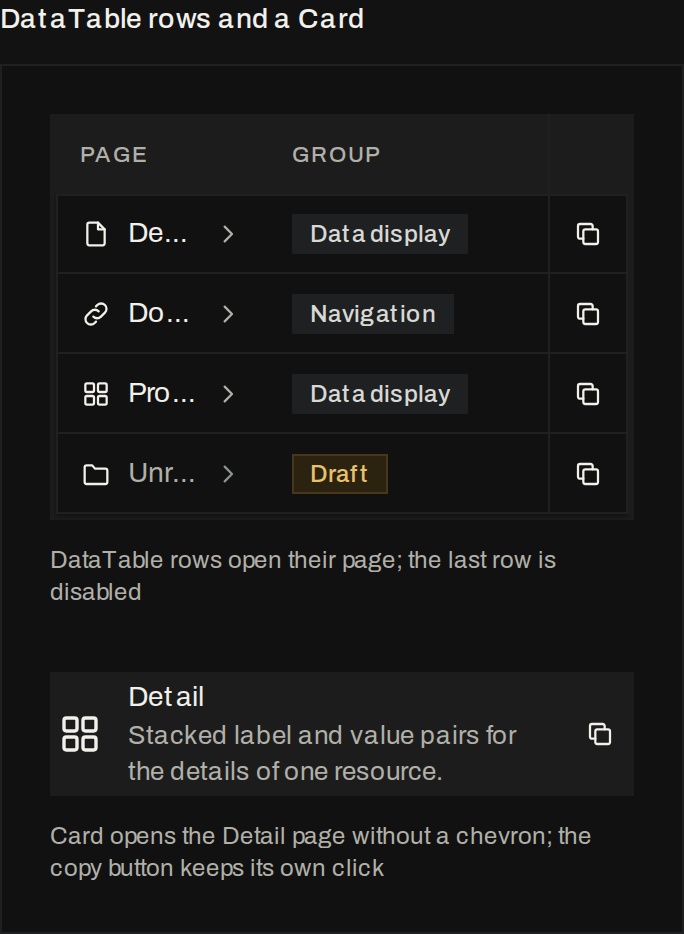 DataTable rows and a Card
PAGE GROUP
De... Data display
Do... Navigation
Pro... Data display
Unr... Draft
DataTable rows open their page; the last row is
disabled
Detail
Stacked label and value pairs for
the details of one resource.
Card opens the Detail page without a chevron; the
copy button keeps its own click